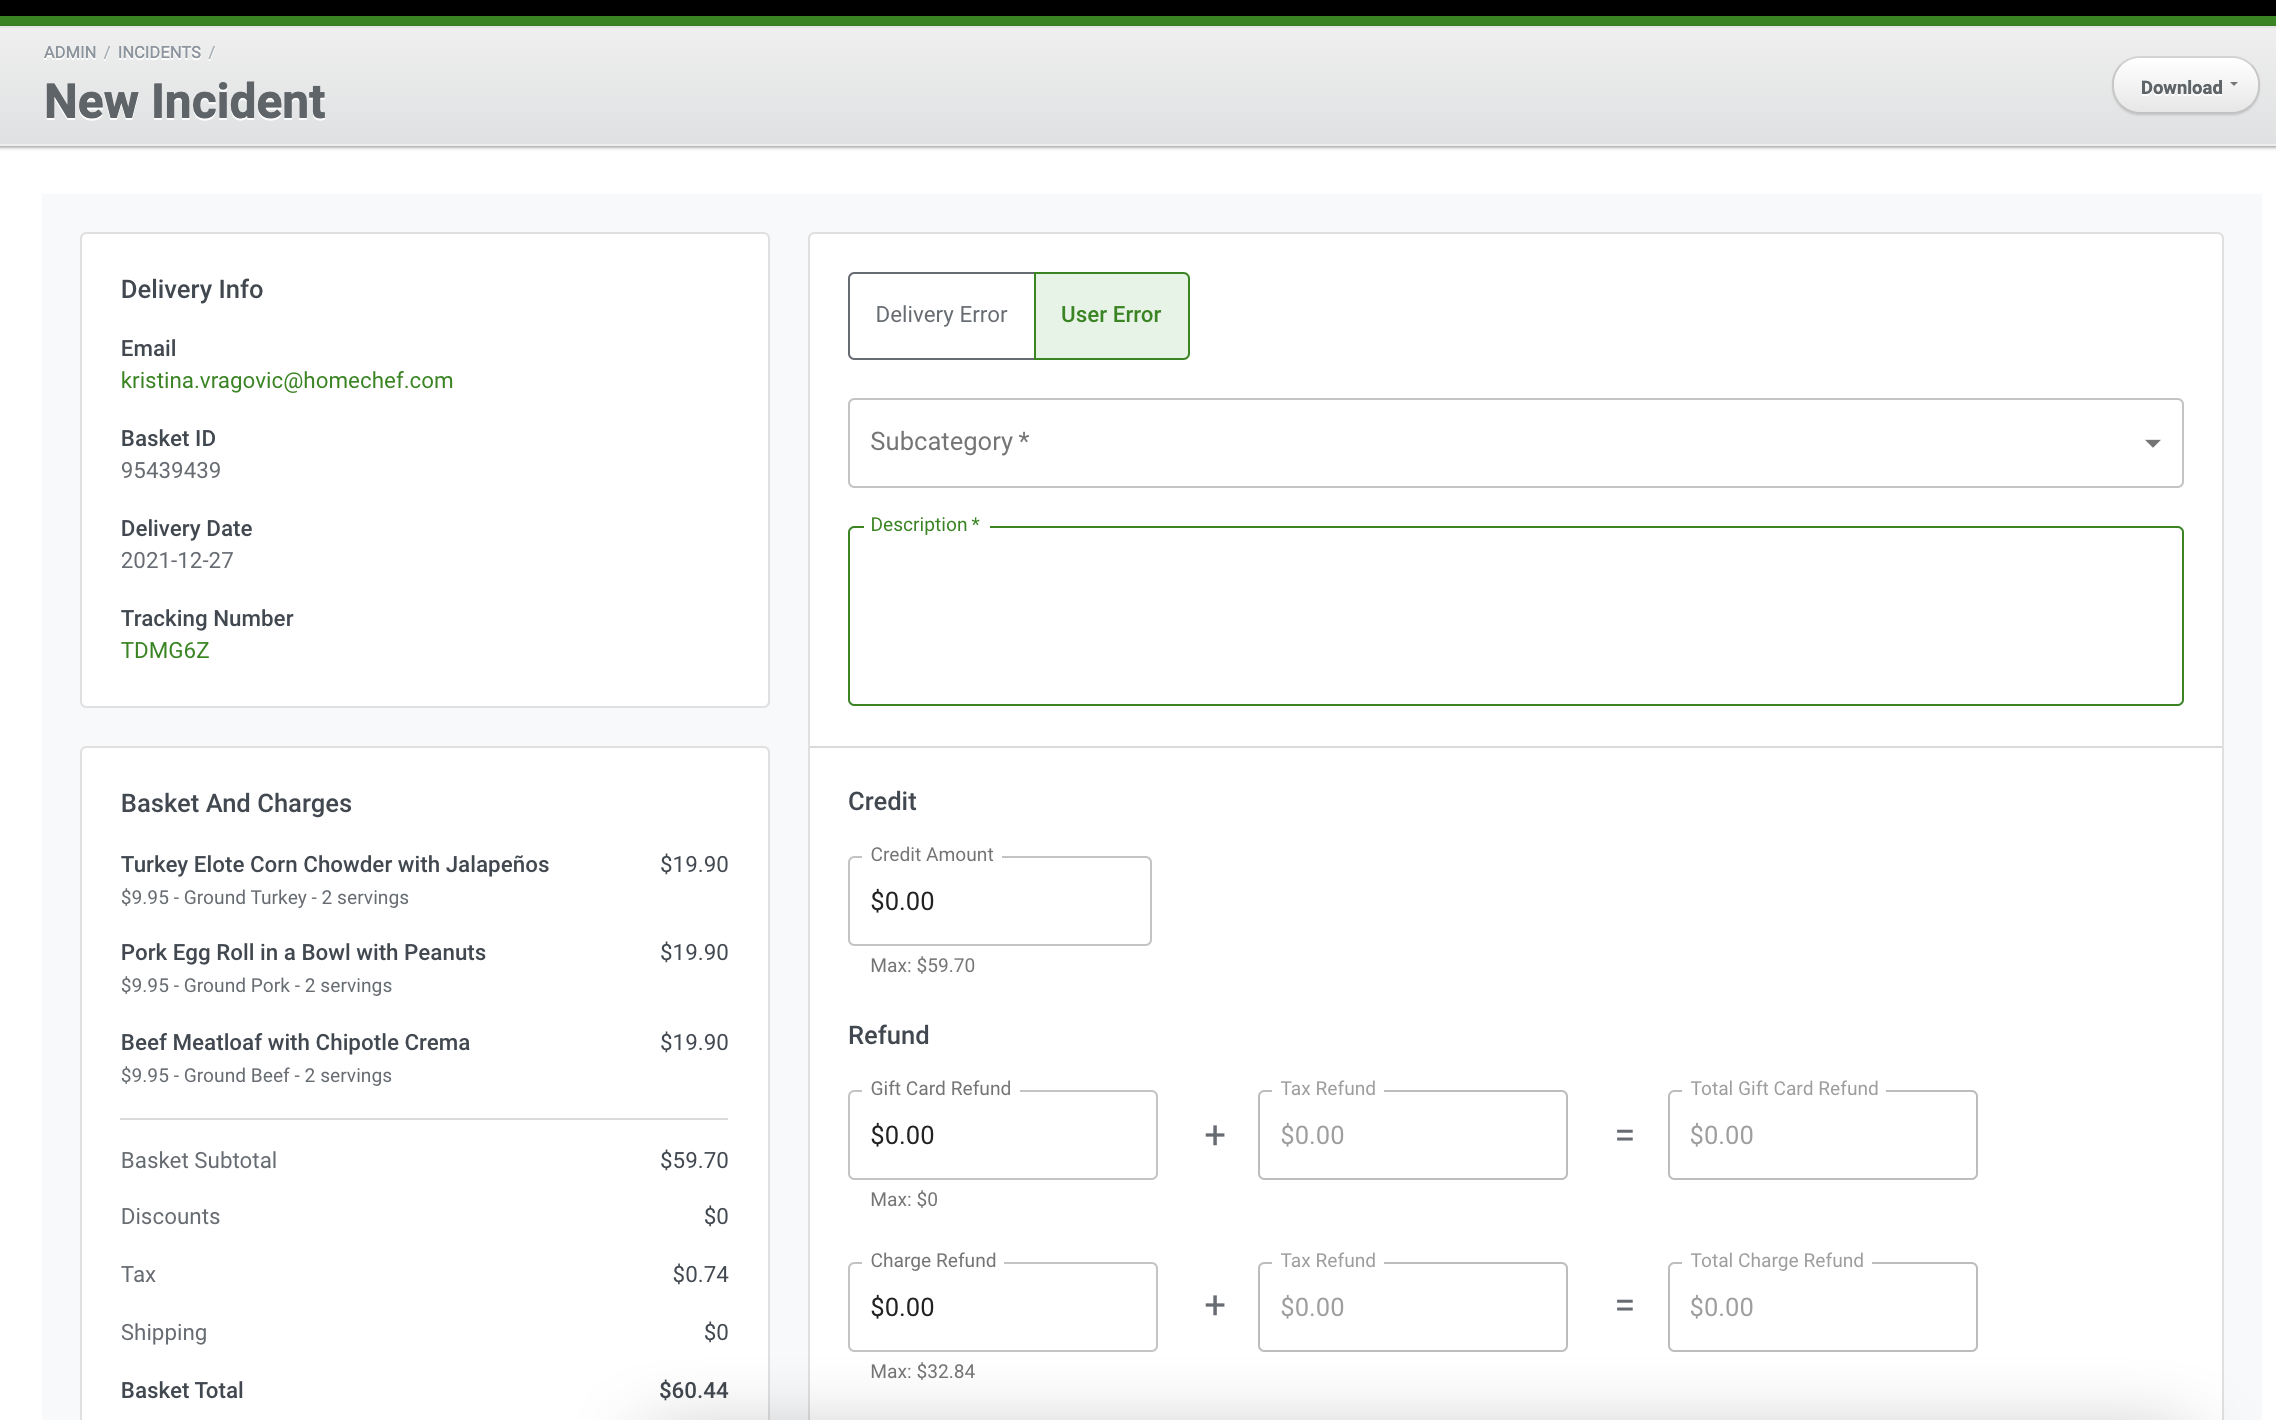 ADMIN / INCIDENTS /
New Incident
Download
Delivery Info
Email
kristina.vragovic@homechef.com
Basket ID
95439439
Delivery Date
2021-12-27
Tracking Number
TDMG6Z
Basket And Charges
Turkey Elote Corn Chowder with Jalapeños $19.90
$9.95 - Ground Turkey - 2 servings
Pork Egg Roll in a Bowl with Peanuts $19.90
$9.95 - Ground Pork - 2 servings
Beef Meatloaf with Chipotle Crema $19.90
$9.95 - Ground Beef - 2 servings
Basket Subtotal $59.70
Discounts $0
Tax $0.74
Shipping $0
Basket Total $60.44
Delivery Error User Error
Subcategory *
Description *
Credit
Credit Amount
$0.00
Max: $59.70
Refund
Gift Card Refund Tax Refund Total Gift Card Refund
$0.00 + $0.00 = $0.00
Max: $0
Charge Refund Tax Refund Total Charge Refund
$0.00 + $0.00 = $0.00
Max: $32.84